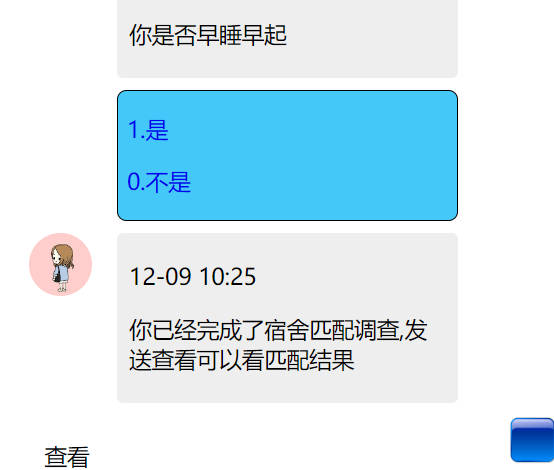 你是否早睡早起
1.是
0.不是
12-09 10:25
你已经完成了宿舍匹配调查,发
送查看可以看匹配结果
查看